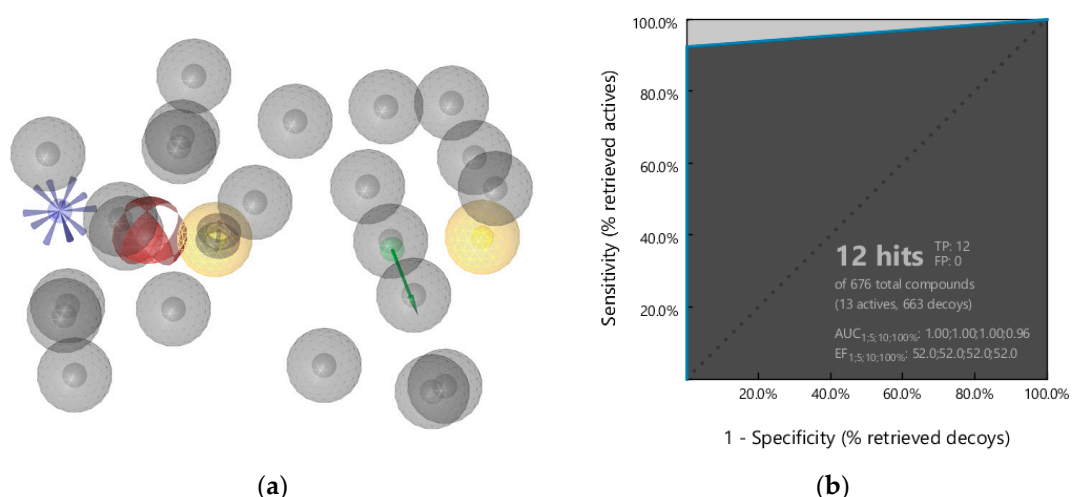 100.0%
80.0%
60.0%
40.0%
20.0%
Sensitivity (% retrieved actives)
12 hits TP: 12
FP: 0
of 676 total compounds
(13 actives, 663 decoys)
AUC1;5;10;100%: 1.00;1.00;1.00;0.96
EF1;5;10;100%: 52.0;52.0;52.0;52.0
20.0% 40.0% 60.0% 80.0% 100.0%
1 - Specificity (% retrieved decoys)
(a) (b)